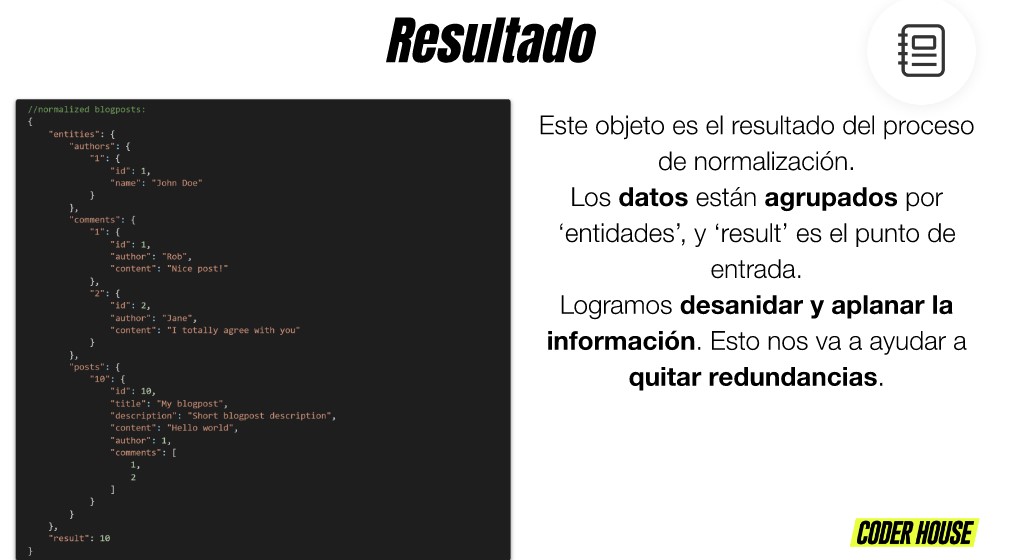 Resultado
//normalized blogposts:
{
    "entities": {
        "authors": {
            "1": {
                "id": 1,
                "name": "John Doe"
            }
        },
        "comments": {
            "1": {
                "id": 1,
                "author": "Rob",
                "content": "Nice post!"
            },
            "2": {
                "id": 2,
                "author": "Jane",
                "content": "I totally agree with you"
            }
        },
        "posts": {
            "10": {
                "id": 10,
                "title": "My blogpost",
                "description": "Short blogpost description",
                "content": "Hello world",
                "author": 1,
                "comments": [
                    1,
                    2
                ]
            }
        }
    },
    "result": 10
}
Este objeto es el resultado del proceso
de normalización.
Los datos están agrupados por
‘entidades’, y ‘result’ es el punto de
entrada.
Logramos desanidar y aplanar la
información. Esto nos va a ayudar a
quitar redundancias.
CODER HOUSE